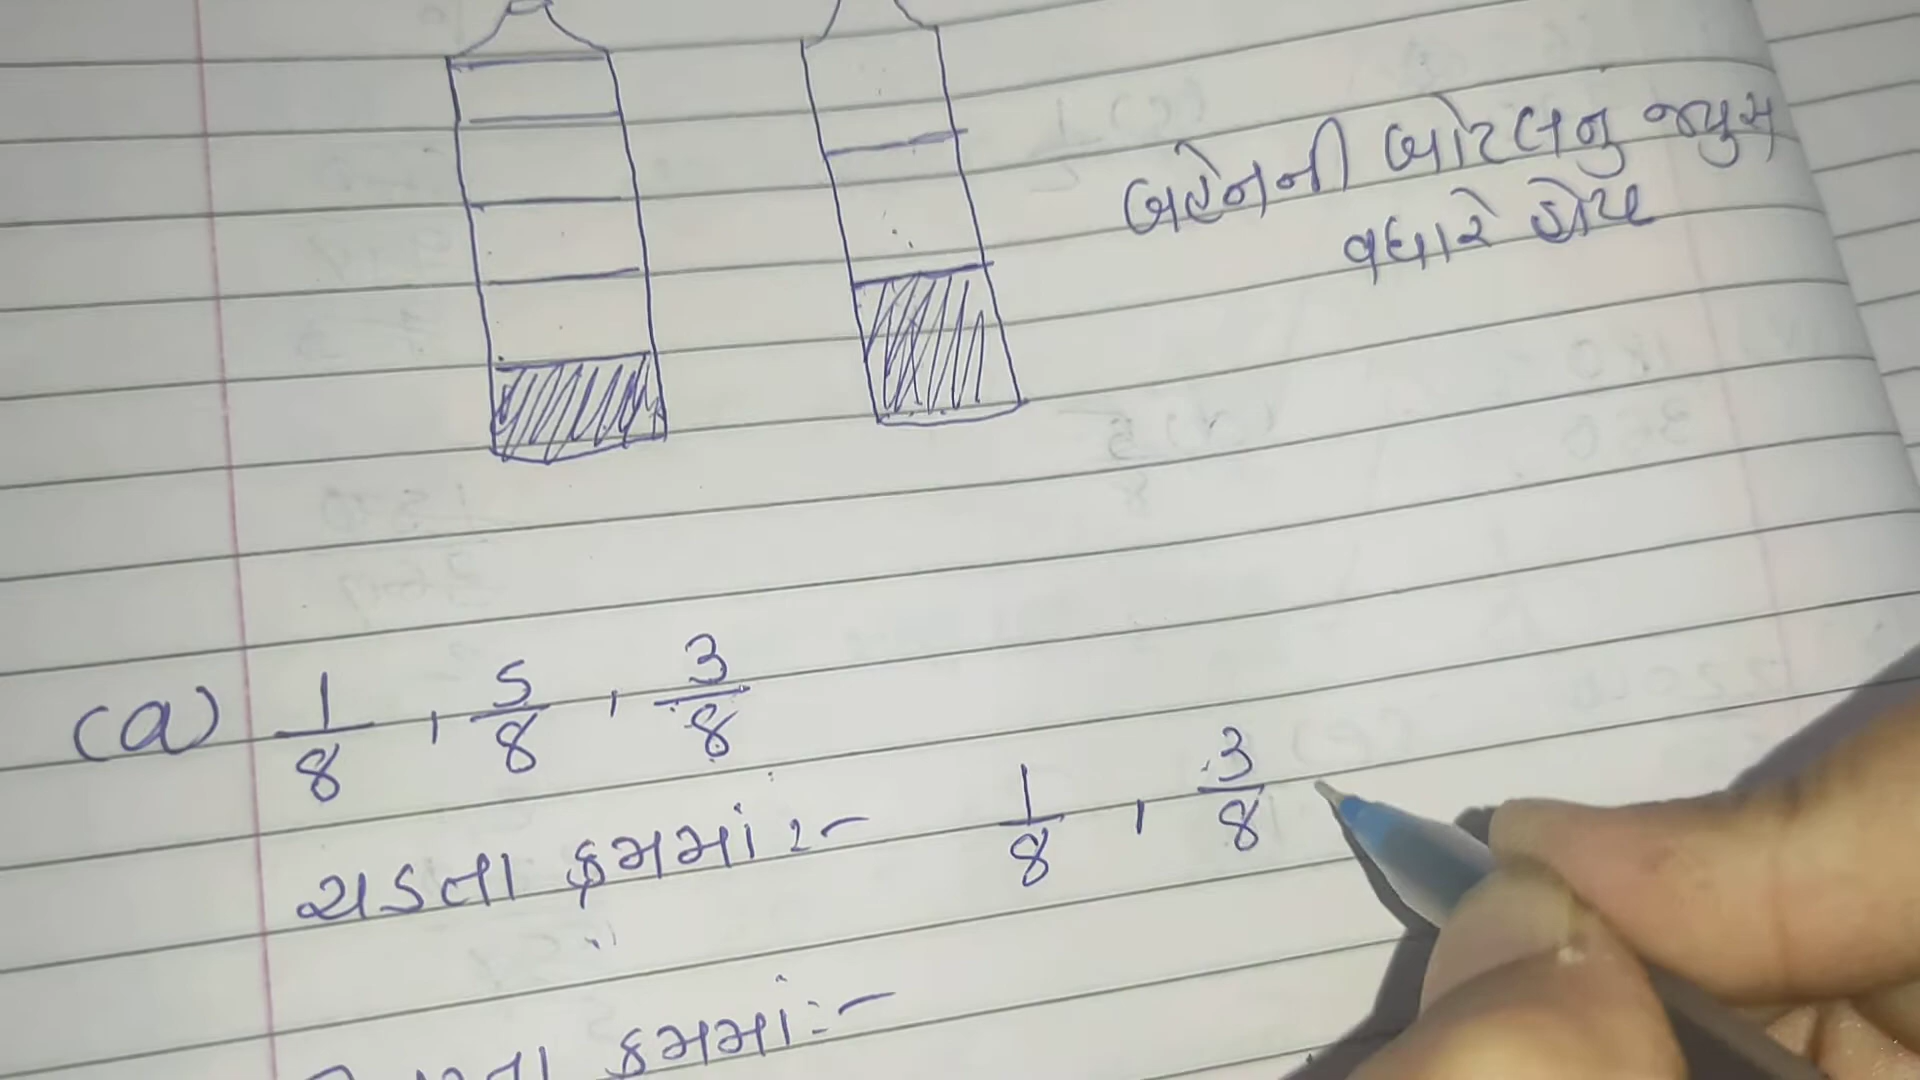 બહેનની બોટલનુ જ્યુસ
વધારે હોય
(a) 1/8 , 5/8 , 3/8
ચડતા ક્રમમાં :- 1/8 , 3/8
ક્રમમાં :-